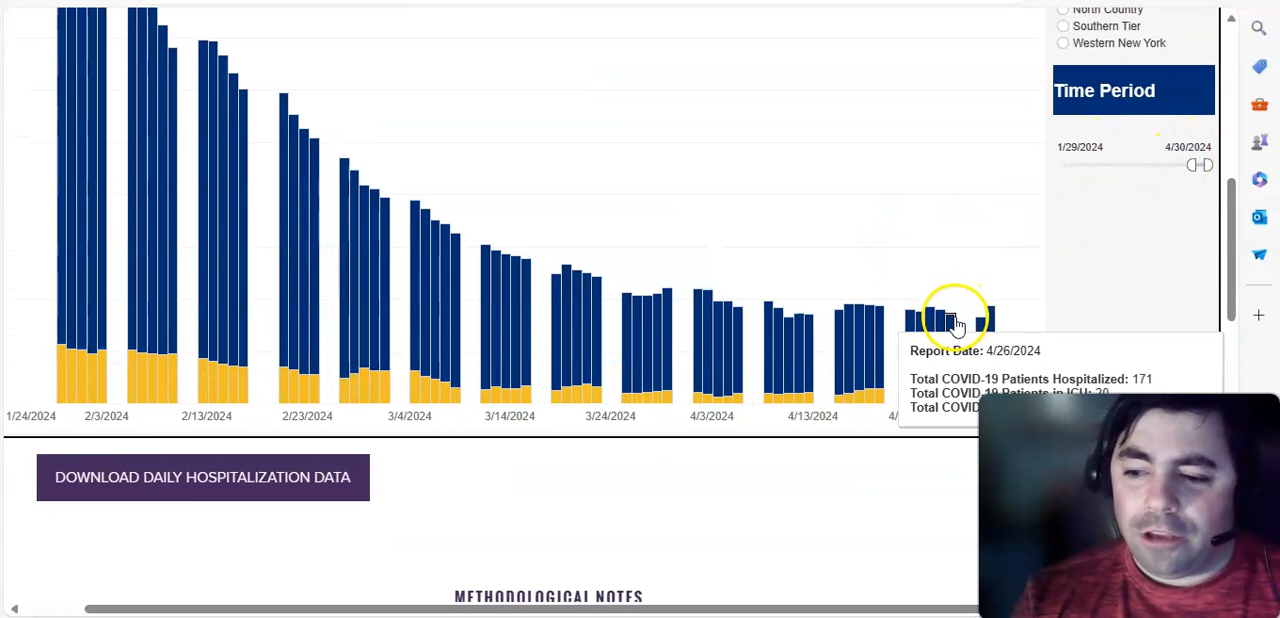 North Country
Southern Tier
Western New York
Time Period
1/29/2024 4/30/2024
Report Date: 4/26/2024
Total COVID-19 Patients Hospitalized: 171
Total COVID-19 Patients in ICU: 20
Total COVID
1/24/2024 2/3/2024 2/13/2024 2/23/2024 3/4/2024 3/14/2024 3/24/2024 4/3/2024 4/13/2024 4/
DOWNLOAD DAILY HOSPITALIZATION DATA
METHODOLOGICAL NOTES